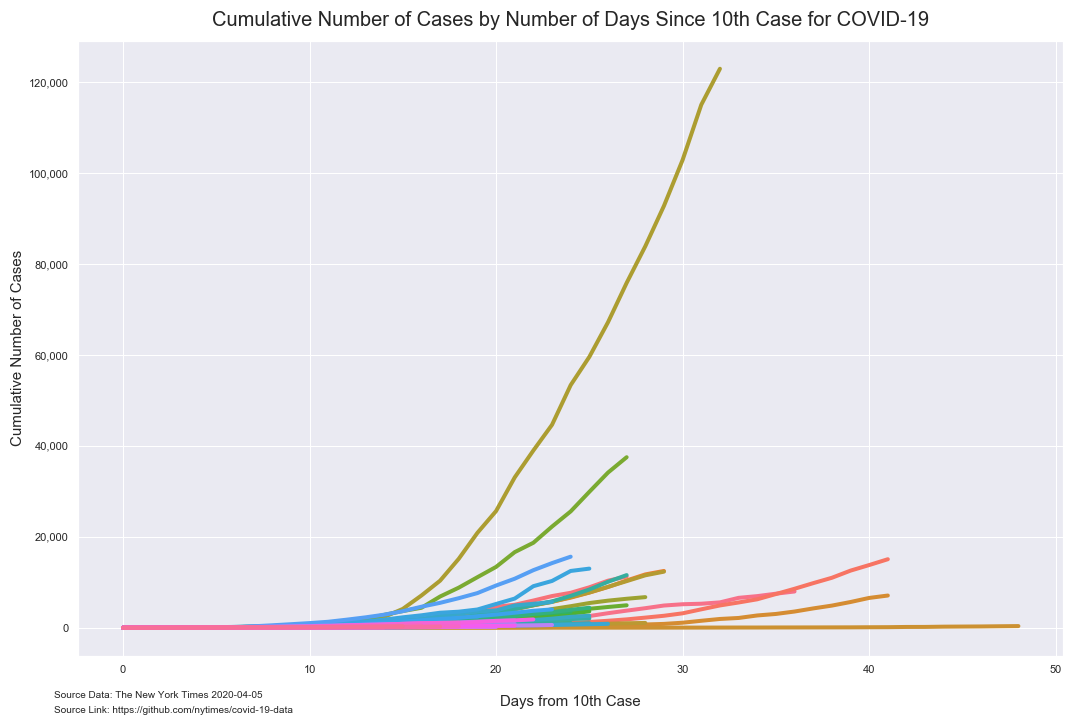 Cumulative Number of Cases by Number of Days Since 10th Case for COVID-19
Cumulative Number of Cases
120,000
100,000
80,000
60,000
40,000
20,000
0
0 10 20 30 40 50
Days from 10th Case
Source Data: The New York Times 2020-04-05
Source Link: https://github.com/nytimes/covid-19-data